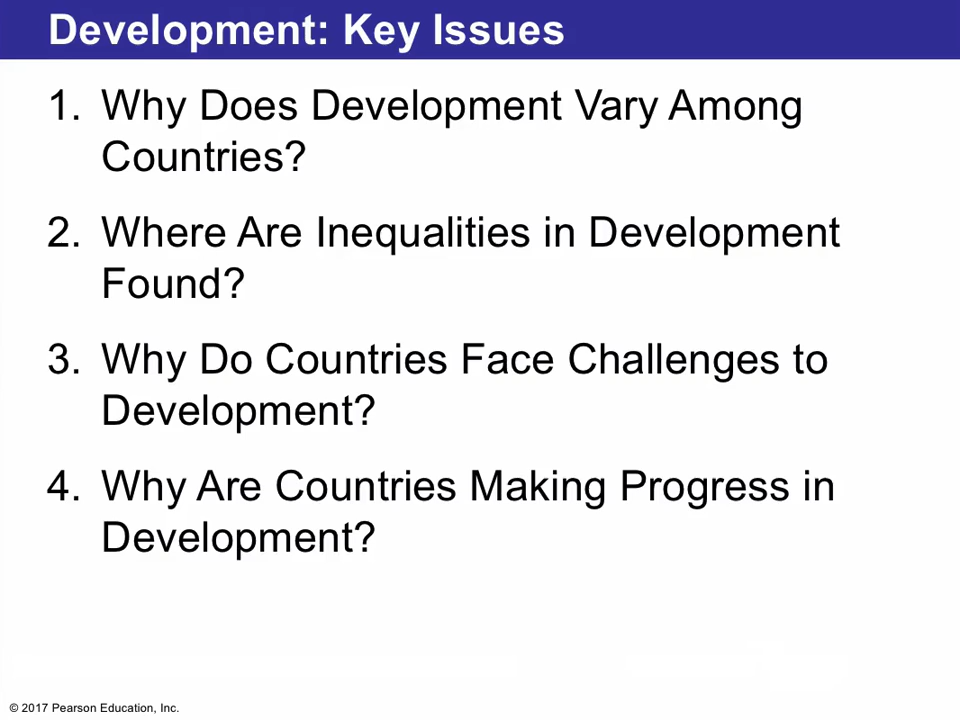 Development: Key Issues
1. Why Does Development Vary Among
Countries?
2. Where Are Inequalities in Development
Found?
3. Why Do Countries Face Challenges to
Development?
4. Why Are Countries Making Progress in
Development?
© 2017 Pearson Education, Inc.